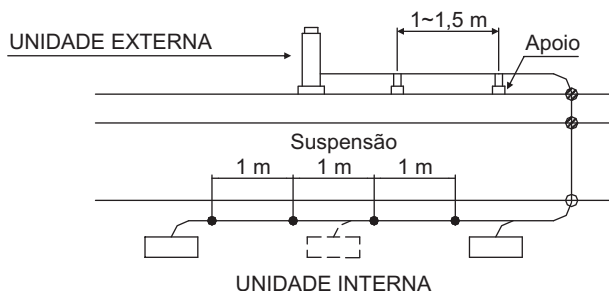 1~1,5 m
UNIDADE EXTERNA
Apoio
Suspensão
1 m
1 m
1 m
UNIDADE INTERNA